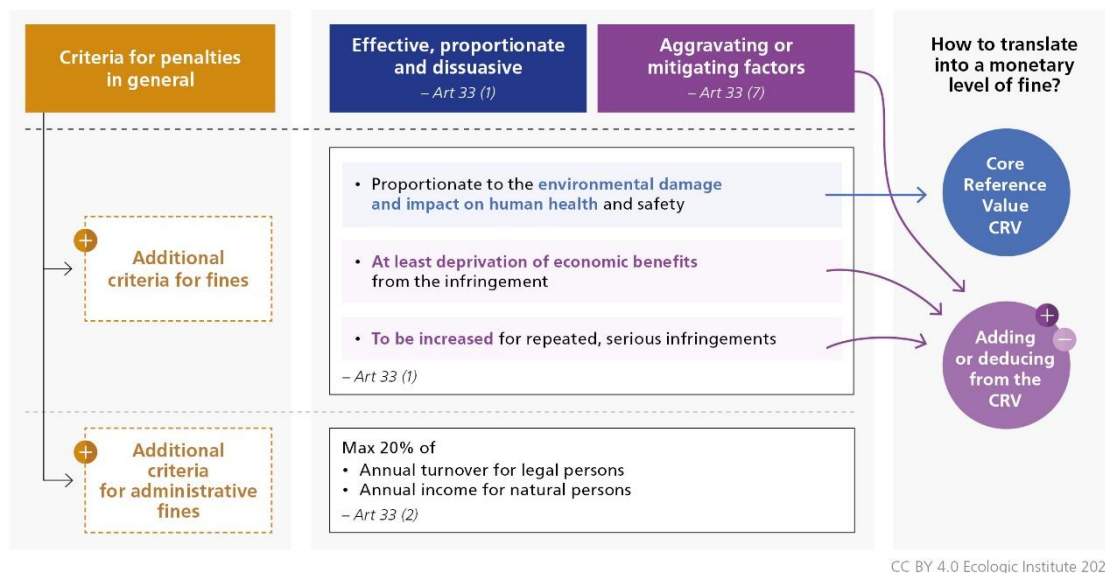 Criteria for penalties
in general
Effective, proportionate
and dissuasive
– Art 33 (1)
Aggravating or
mitigating factors
– Art 33 (7)
How to translate
into a monetary
level of fine?
+
Additional
criteria for fines
• Proportionate to the environmental damage
and impact on human health and safety
• At least deprivation of economic benefits
from the infringement
• To be increased for repeated, serious infringements
– Art 33 (1)
Core
Reference
Value
CRV
+
–
Adding
or deducing
from the
CRV
+
Additional
criteria
for administrative
fines
Max 20% of
• Annual turnover for legal persons
• Annual income for natural persons
– Art 33 (2)
CC BY 4.0 Ecologic Institute 202